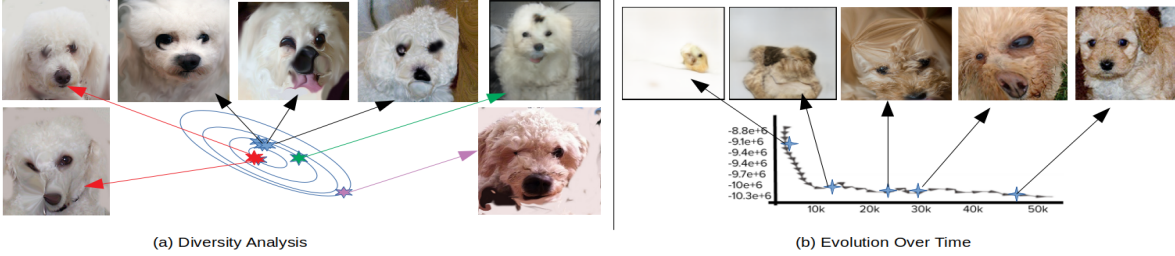 -8.8e+6
-9.1e+6
-9.4e+6
-9.4e+6
-9.7e+6
-10e+6
-10.3e+6
10k 20k 30k 40k 50k
(a) Diversity Analysis
(b) Evolution Over Time